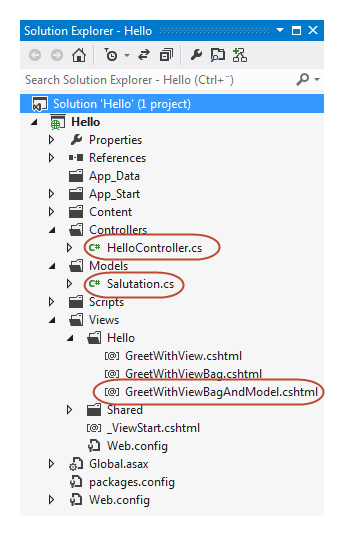 Solution Explorer - Hello
Search Solution Explorer - Hello (Ctrl+¨)
Solution 'Hello' (1 project)
Hello
Properties
References
App_Data
App_Start
Content
Controllers
C# HelloController.cs
Models
C# Salutation.cs
Scripts
Views
Hello
[@] GreetWithView.cshtml
[@] GreetWithViewBag.cshtml
[@] GreetWithViewBagAndModel.cshtml
Shared
[@] _ViewStart.cshtml
Web.config
Global.asax
packages.config
Web.config